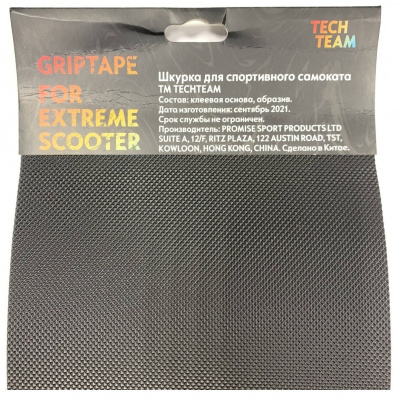 GRIPTAPE
FOR
EXTREME
SCOOTER
TECH
TEAM
Шкурка для спортивного самоката
ТМ TECHTEAM
Состав: клеевая основа, образив.
Дата изготовления: сентябрь 2021.
Срок службы не ограничен.
Производитель: PROMISE SPORT PRODUCTS LTD
SUITE A, 12/F, RITZ PLAZA, 122 AUSTIN ROAD, TST,
KOWLOON, HONG KONG, CHINA. Сделано в Китае.